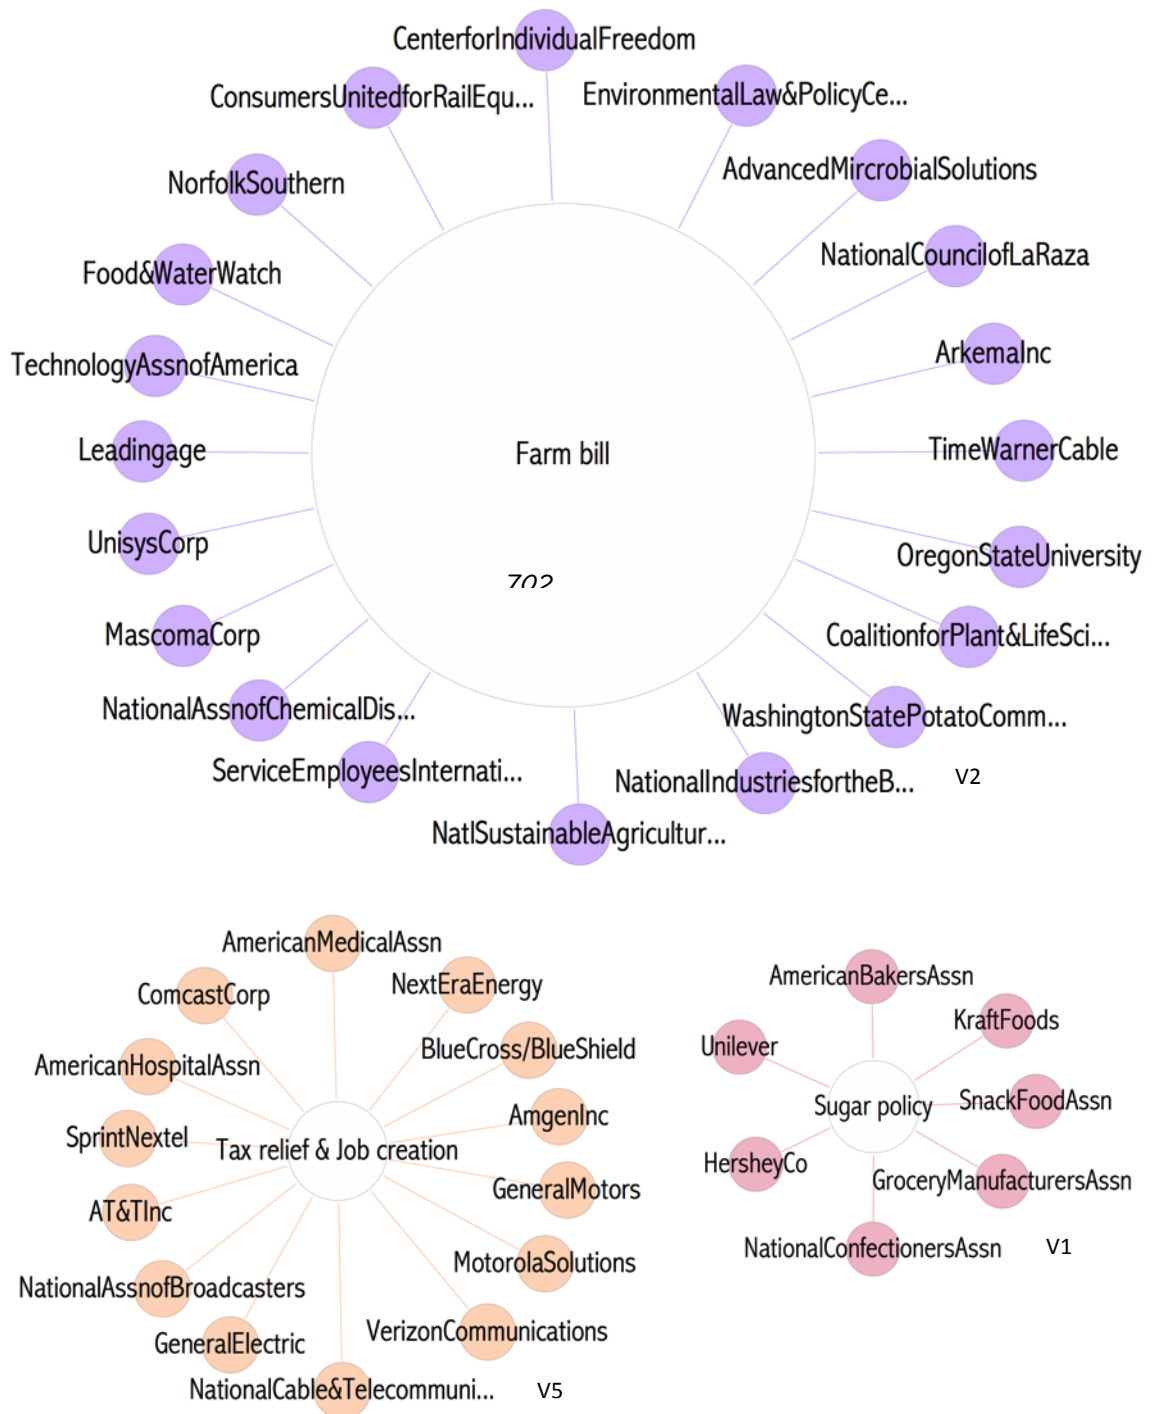 CenterforIndividualFreedom
ConsumersUnitedforRailEqu...
EnvironmentalLaw&PolicyCe...
AdvancedMircrobialSolutions
NorfolkSouthern
NationalCouncilofLaRaza
Food&WaterWatch
ArkemaInc
TechnologyAssnofAmerica
Leadingage
Farm bill
TimeWarnerCable
UnisysCorp
OregonStateUniversity
702
MascomaCorp
CoalitionforPlant&LifeSci...
NationalAssnofChemicalDis...
WashingtonStatePotatoComm...
ServiceEmployeesInternati...
NationalIndustriesfortheB...
V2
NatlSustainableAgricultur...
AmericanMedicalAssn
NextEraEnergy
ComcastCorp
BlueCross/BlueShield
AmericanHospitalAssn
AmgenInc
SprintNextel
Tax relief & Job creation
GeneralMotors
AT&TInc
MotorolaSolutions
NationalAssnofBroadcasters
VerizonCommunications
GeneralElectric
NationalCable&Telecommuni...
V5
AmericanBakersAssn
KraftFoods
Unilever
SnackFoodAssn
Sugar policy
HersheyCo
GroceryManufacturersAssn
NationalConfectionersAssn
V1